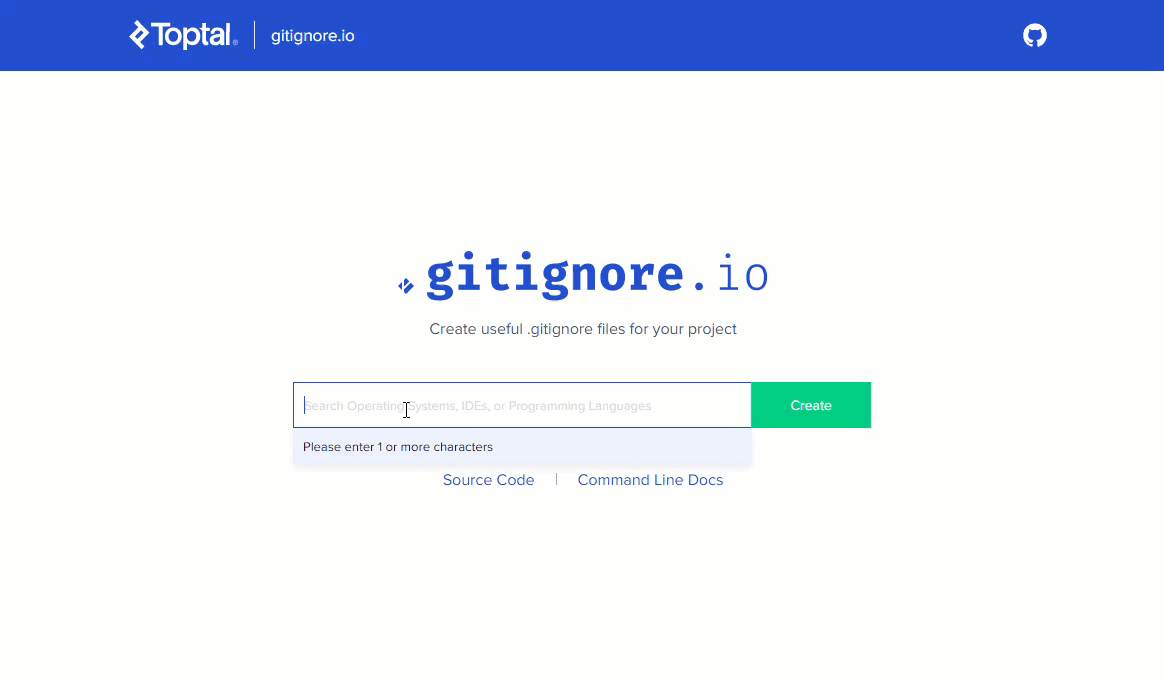 Toptal® gitignore.io
.gitignore.io
Create useful .gitignore files for your project
Search Operating Systems, IDEs, or Programming Languages
Create
Please enter 1 or more characters
Source Code
Command Line Docs